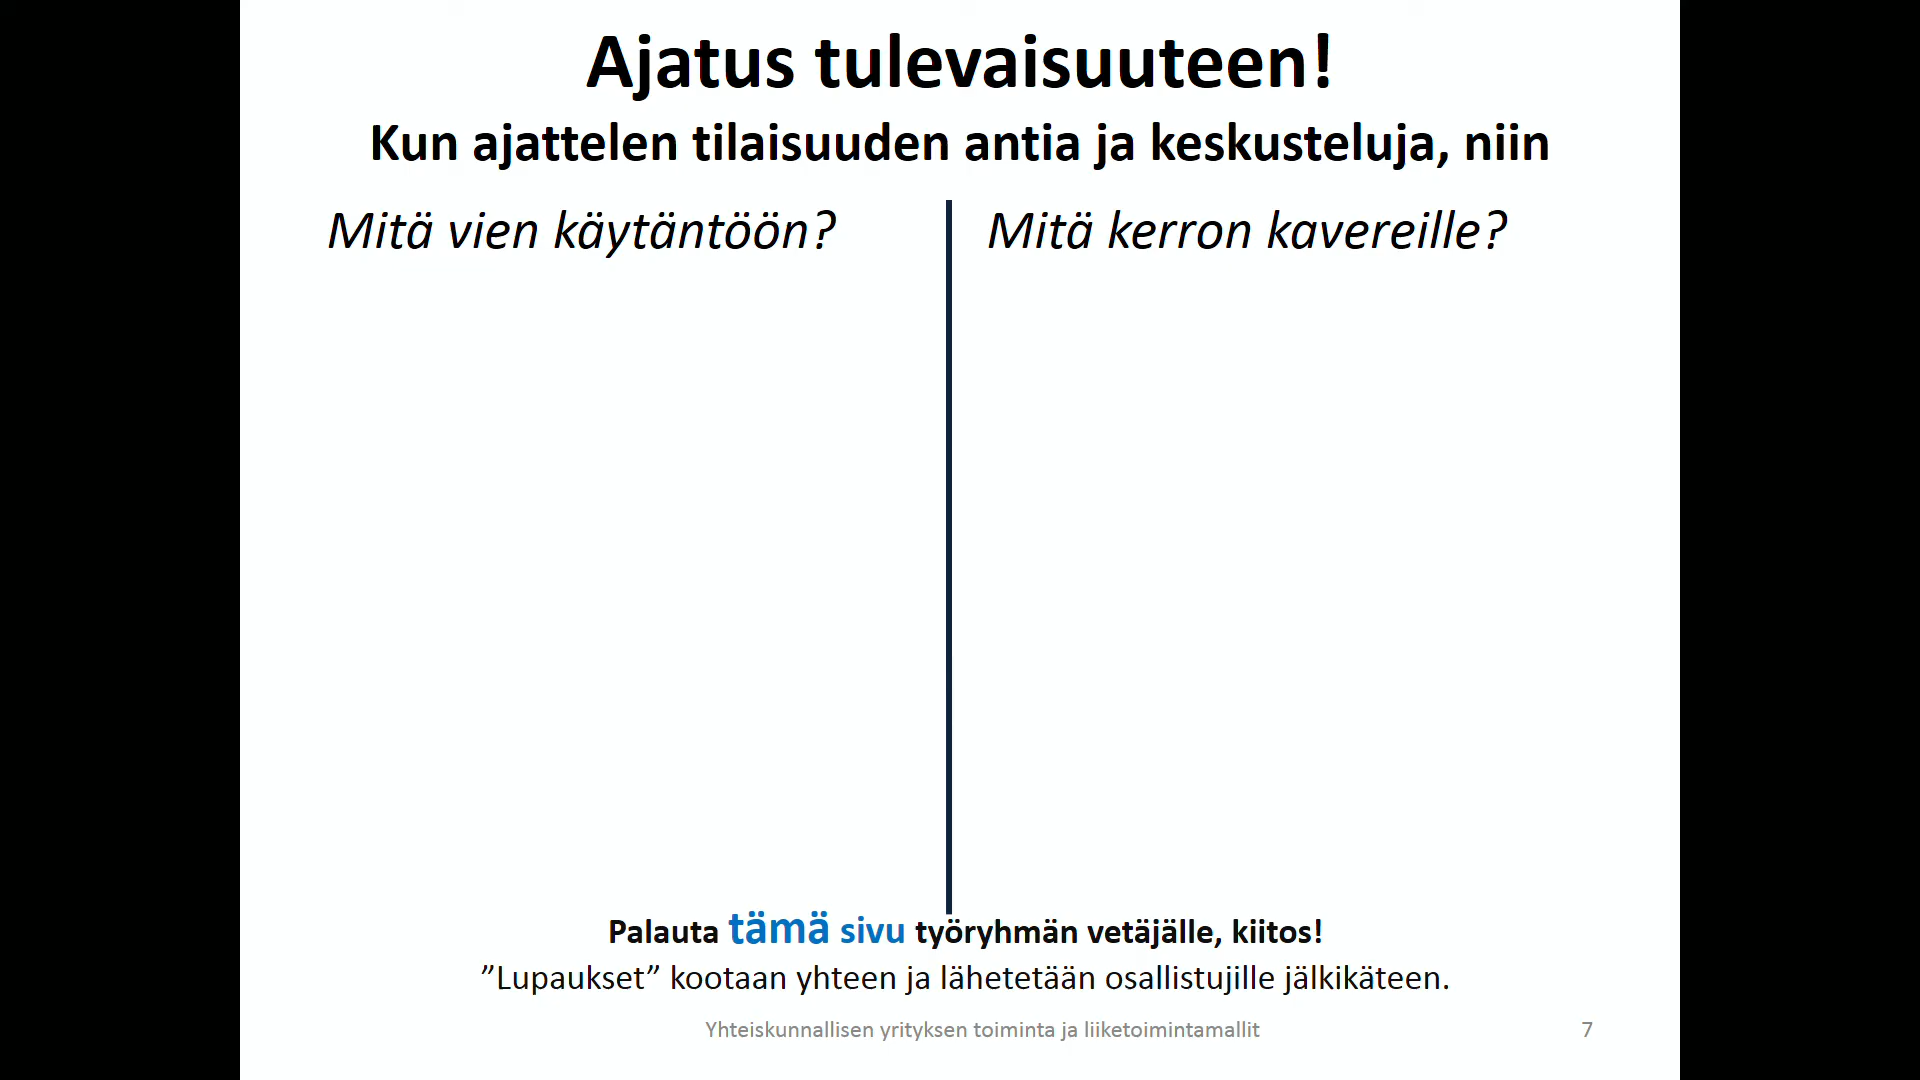 Ajatus tulevaisuuteen!
Kun ajattelen tilaisuuden antia ja keskusteluja, niin
Mitä vien käytäntöön?
Mitä kerron kavereille?
Palauta tämä sivu työryhmän vetäjälle, kiitos!
”Lupaukset” kootaan yhteen ja lähetetään osallistujille jälkikäteen.
Yhteiskunnallisen yrityksen toiminta ja liiketoimintamallit
7